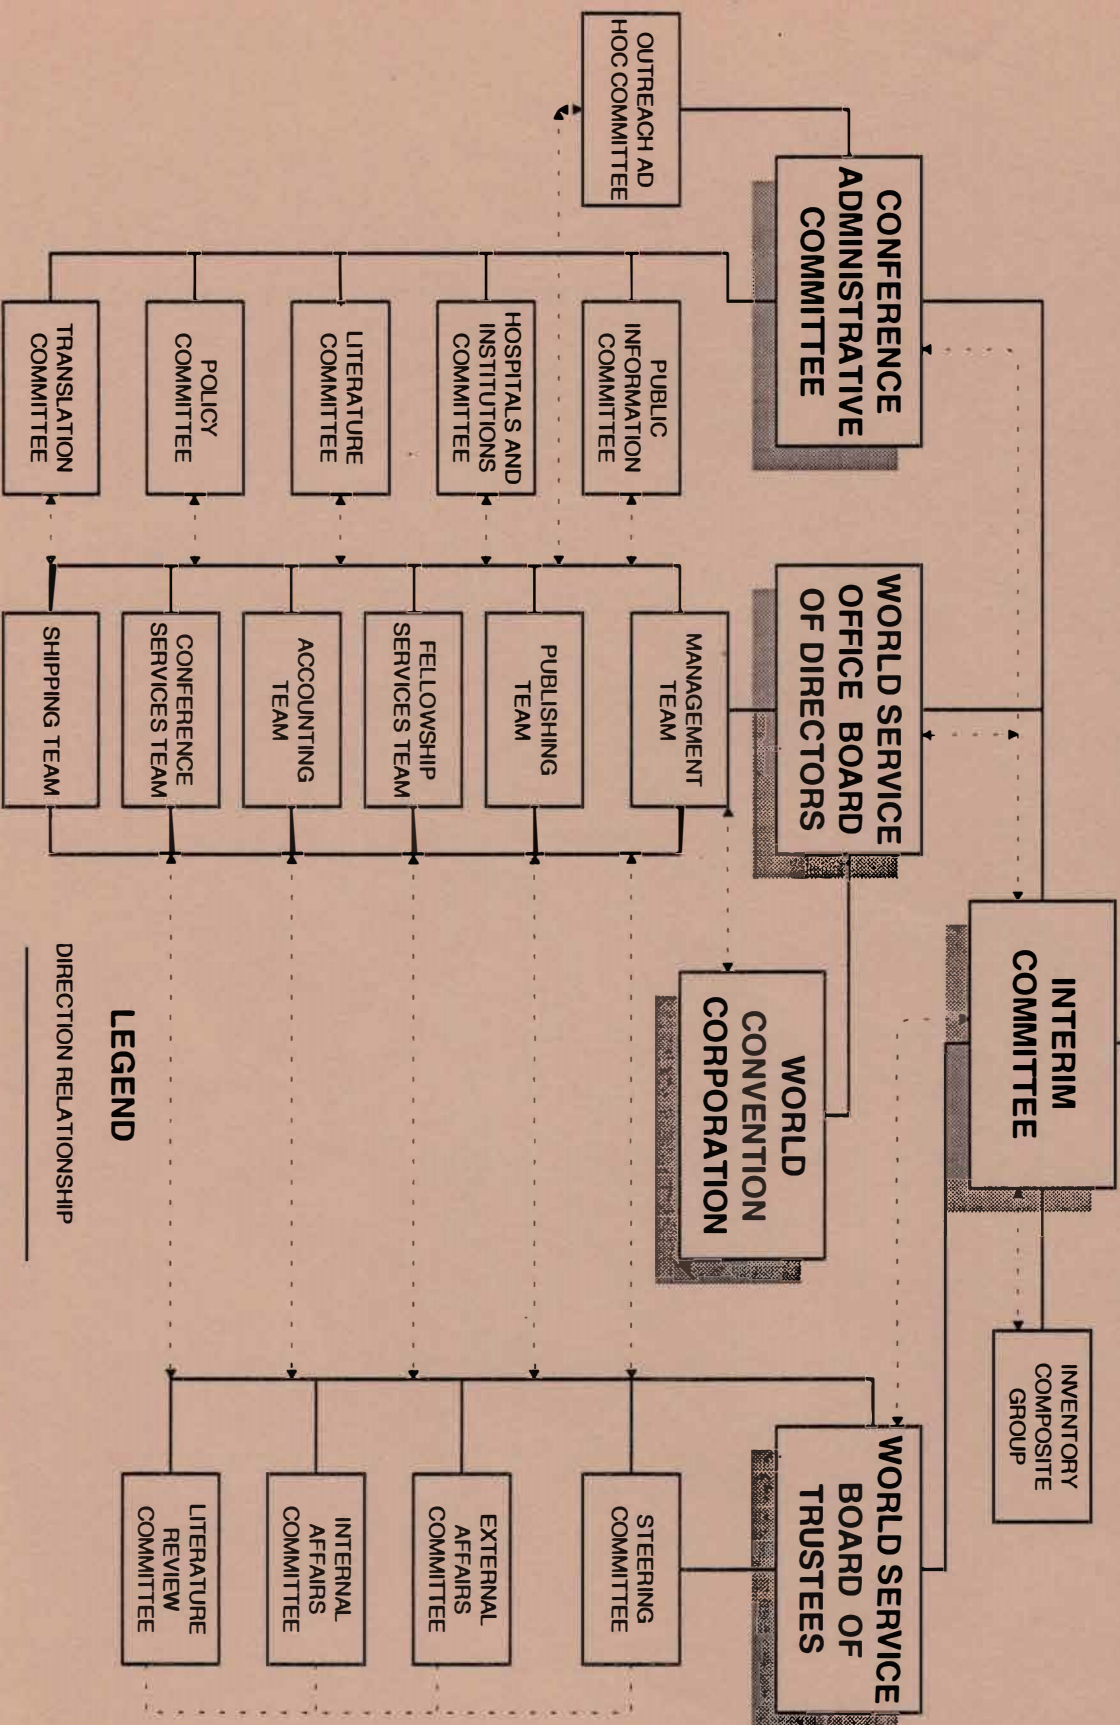 INTERIM
COMMITTEE
INVENTORY
COMPOSITE
GROUP
CONFERENCE
ADMINISTRATIVE
COMMITTEE
WORLD SERVICE
OFFICE BOARD
OF DIRECTORS
WORLD SERVICE
BOARD OF
TRUSTEES
WORLD
CONVENTION
CORPORATION
OUTREACH AD
HOC COMMITTEE
PUBLIC
INFORMATION
COMMITTEE
HOSPITALS AND
INSTITUTIONS
COMMITTEE
LITERATURE
COMMITTEE
POLICY
COMMITTEE
TRANSLATION
COMMITTEE
MANAGEMENT
TEAM
PUBLISHING
TEAM
FELLOWSHIP
SERVICES TEAM
ACCOUNTING
TEAM
CONFERENCE
SERVICES TEAM
SHIPPING TEAM
STEERING
COMMITTEE
EXTERNAL
AFFAIRS
COMMITTEE
INTERNAL
AFFAIRS
COMMITTEE
LITERATURE
REVIEW
COMMITTEE
LEGEND
DIRECTION RELATIONSHIP